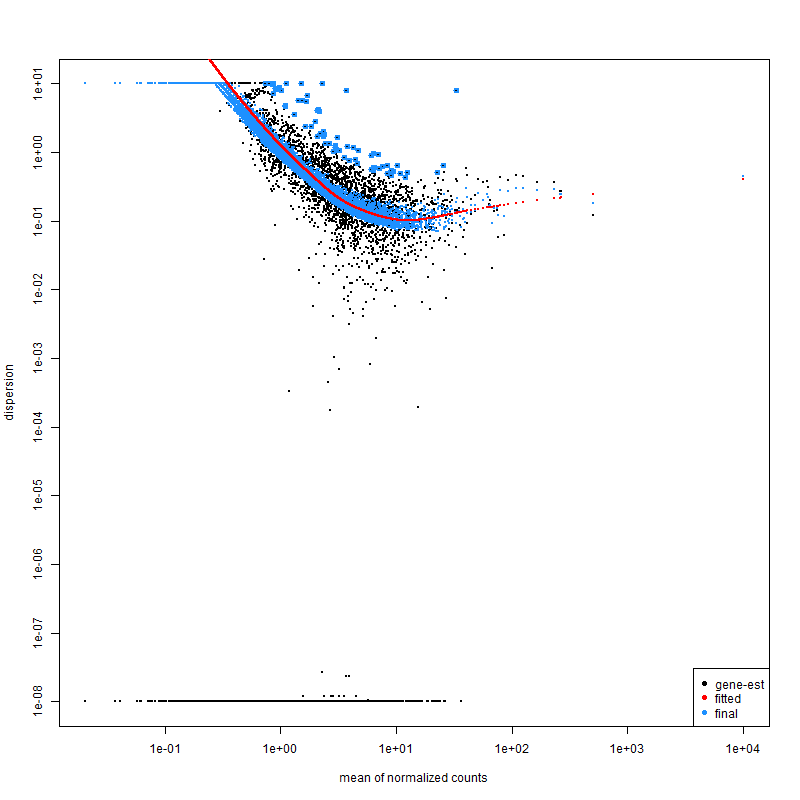 1e+01
1e+00
1e-01
1e-02
1e-03
1e-04
1e-05
1e-06
1e-07
1e-08
dispersion
gene-est
fitted
final
1e-01
1e+00
1e+01
1e+02
1e+03
1e+04
mean of normalized counts